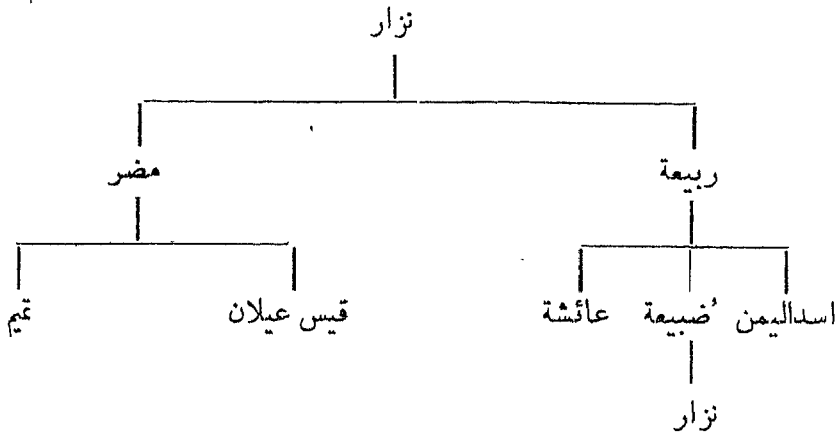 نزار
ربيعة مضر
اسداليمن ُضبيعة عائشة قيس عيلان تميم
نزار